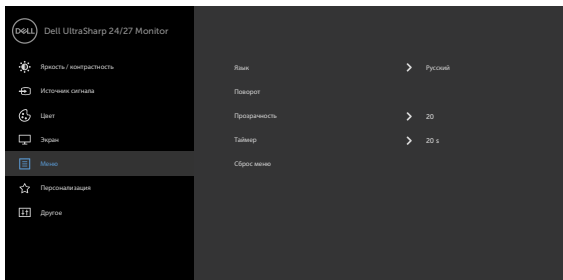 DELL
Dell UltraSharp 24/27 Monitor
Яркость / контрастность
Источник сигнала
Цвет
Экран
Меню
Персонализация
Другое
Язык Русский
Поворот
Прозрачность 20
Таймер 20 s
Сброс меню